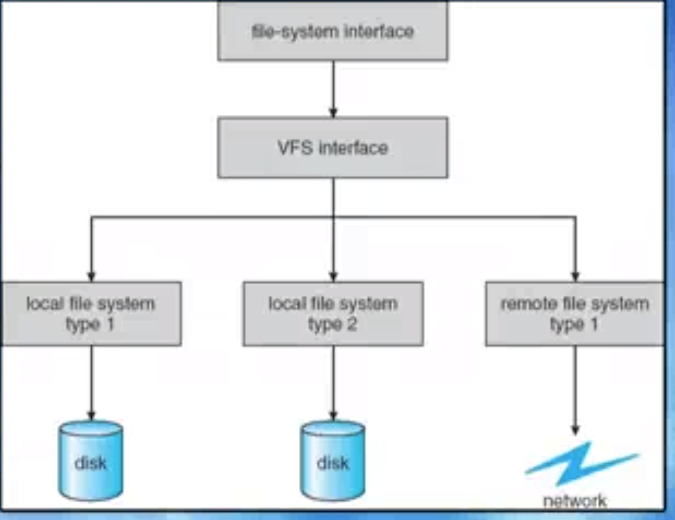 file-system interface
VFS interface
local file system
type 1
local file system
type 2
remote file system
type 1
disk
disk
network